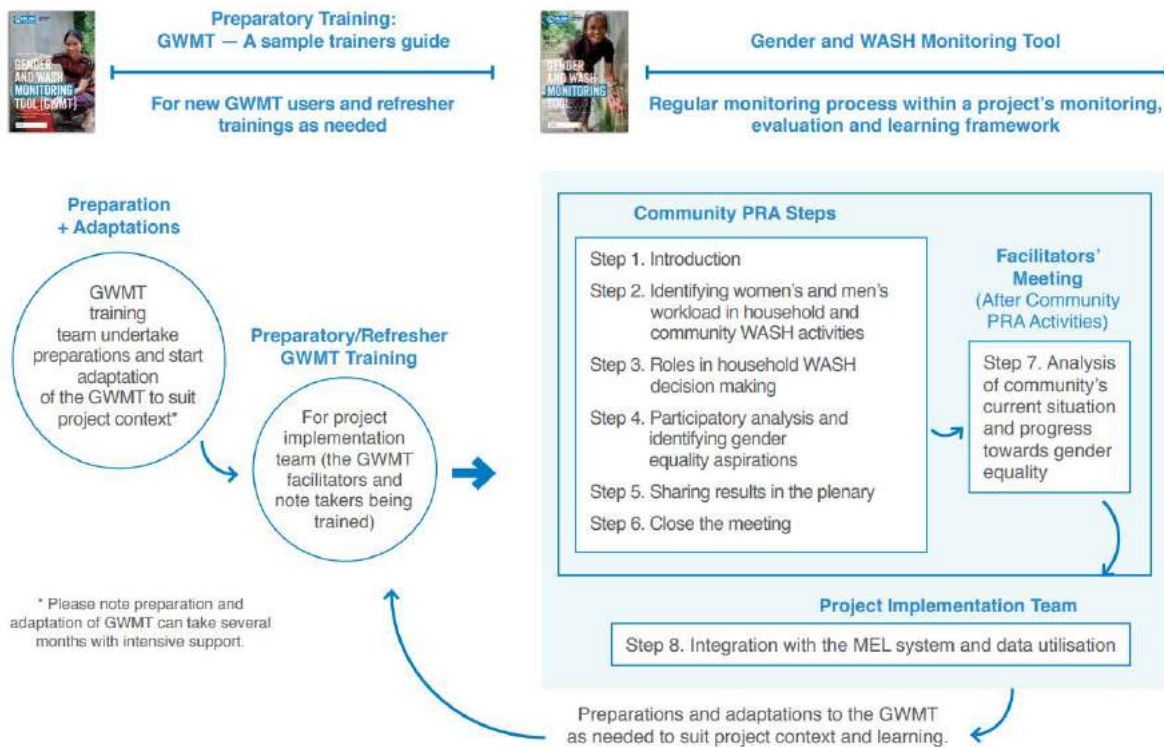 Preparatory Training:
GWMT — A sample trainers guide
For new GWMT users and refresher
trainings as needed
GENDER
AND WASH
MONITORING
TOOL (GWMT)
Gender and WASH Monitoring Tool
Regular monitoring process within a project's monitoring,
evaluation and learning framework
GENDER
AND WASH
MONITORING
TOOL
Preparation
+ Adaptations
GWMT
training
team undertake
preparations and start
adaptation
of the GWMT to suit
project context*
Preparatory/Refresher
GWMT Training
For project
implementation
team (the GWMT
facilitators and
note takers being
trained)
* Please note preparation and
adaptation of GWMT can take several
months with intensive support.
Community PRA Steps
Step 1. Introduction
Step 2. Identifying women's and men's
workload in household and
community WASH activities
Step 3. Roles in household WASH
decision making
Step 4. Participatory analysis and
identifying gender
equality aspirations
Step 5. Sharing results in the plenary
Step 6. Close the meeting
Facilitators'
Meeting
(After Community
PRA Activities)
Step 7. Analysis
of community's
current situation
and progress
towards gender
equality
Project Implementation Team
Step 8. Integration with the MEL system and data utilisation
Preparations and adaptations to the GWMT
as needed to suit project context and learning.